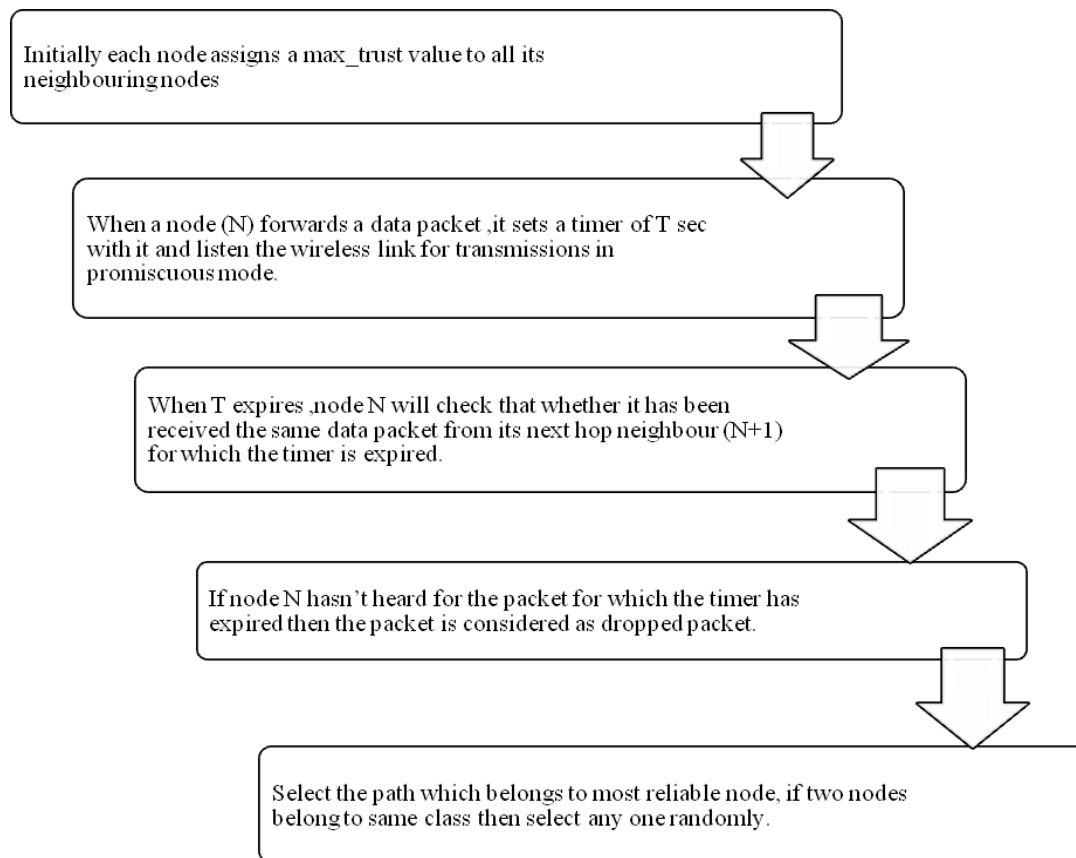 Initially each node assigns a max_trust value to all its
neighbouring nodes
When a node (N) forwards a data packet ,it sets a timer of T sec
with it and listen the wireless link for transmissions in
promiscuous mode.
When T expires ,node N will check that whether it has been
received the same data packet from its next hop neighbour (N+1)
for which the timer is expired.
If node N hasn’t heard for the packet for which the timer has
expired then the packet is considered as dropped packet.
Select the path which belongs to most reliable node, if two nodes
belong to same class then select any one randomly.